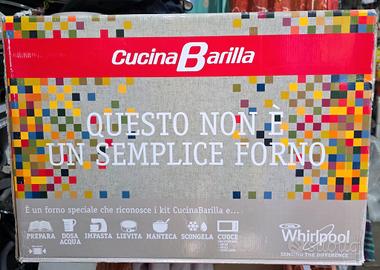 CucinaBarilla
QUESTO NON È
UN SEMPLICE FORNO
È un forno speciale che riconosce i kit CucinaBarilla e...
PREPARA DOSA ACQUA IMPASTA LIEVITA MANTECA SCONGELA CUOCE
Whirlpool
SENSING THE DIFFERENCE